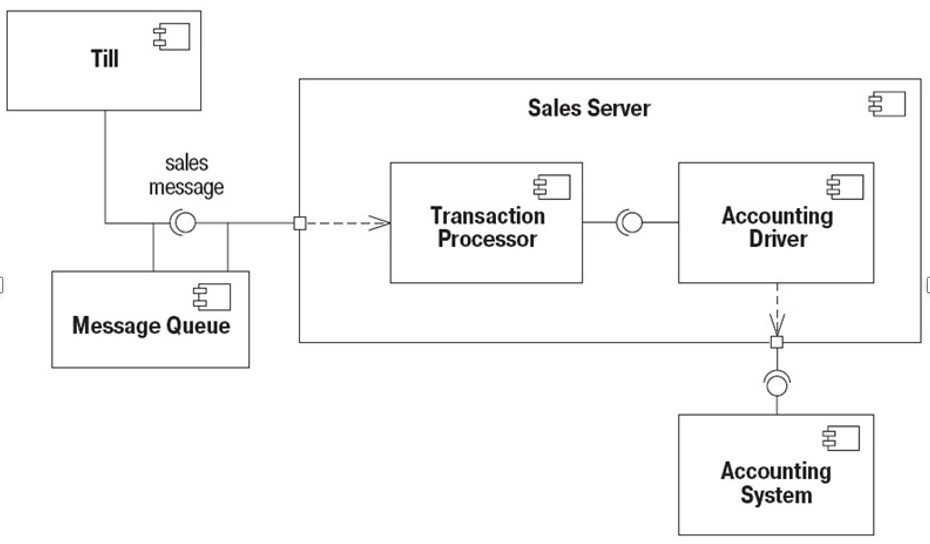 Till
Sales Server
sales
message
Transaction
Processor
Accounting
Driver
Message Queue
Accounting
System